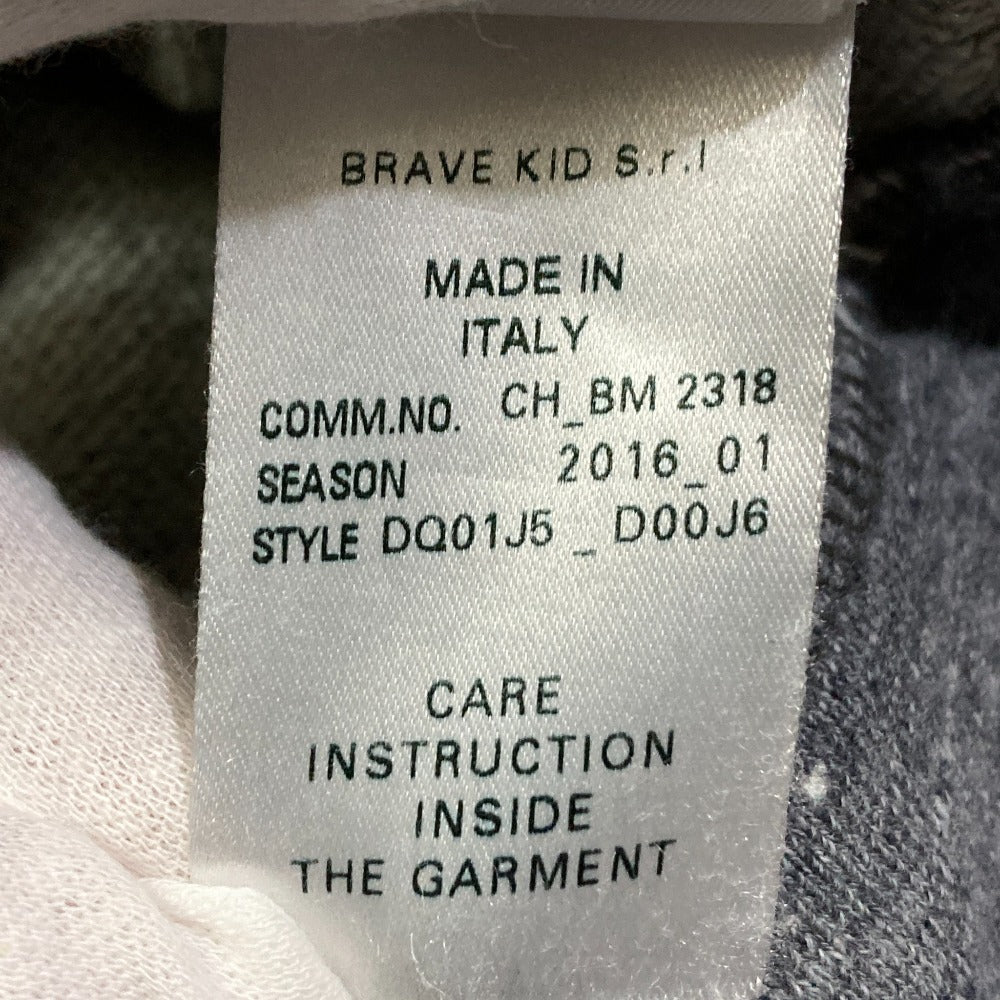 BRAVE KID S.r.l
MADE IN
ITALY
COMM.NO. CH_BM 2318
SEASON 2016_01
STYLE DQ01J5 _ D00J6
CARE
INSTRUCTION
INSIDE
THE GARMENT